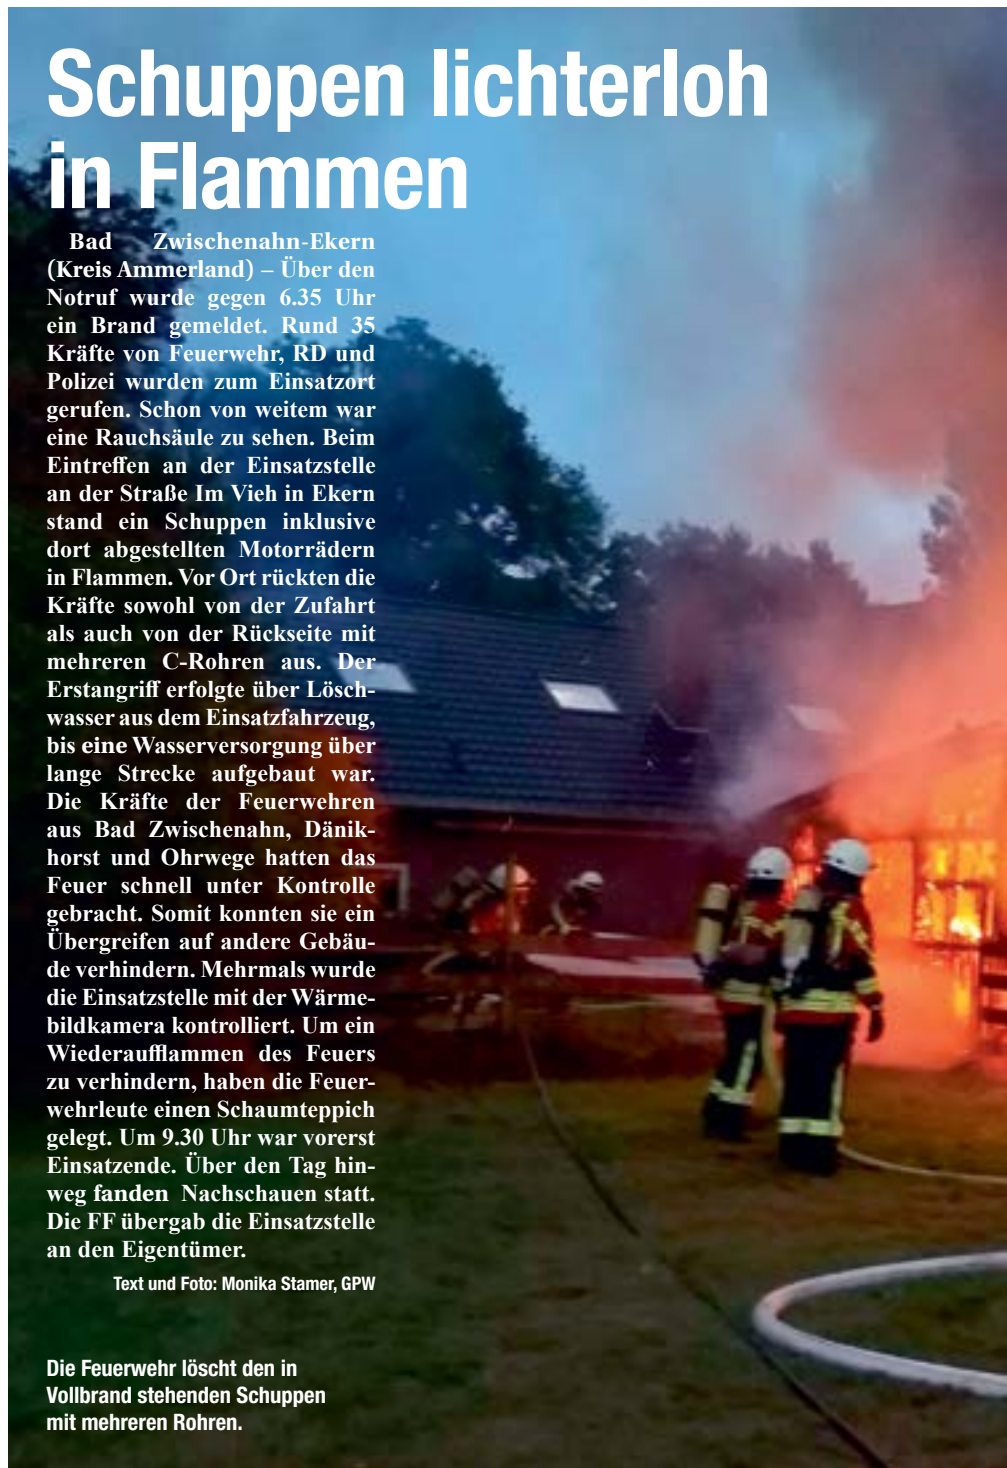 Schuppen lichterloh
in Flammen
Bad Zwischenahn-Ekern
(Kreis Ammerland) – Über den
Notruf wurde gegen 6.35 Uhr
ein Brand gemeldet. Rund 35
Kräfte von Feuerwehr, RD und
Polizei wurden zum Einsatzort
gerufen. Schon von weitem war
eine Rauchsäule zu sehen. Beim
Eintreffen an der Einsatzstelle
an der Straße Im Vieh in Ekern
stand ein Schuppen inklusive
dort abgestellten Motorrädern
in Flammen. Vor Ort rückten die
Kräfte sowohl von der Zufahrt
als auch von der Rückseite mit
mehreren C-Rohren aus. Der
Erstangriff erfolgte über Lösch-
wasser aus dem Einsatzfahrzeug,
bis eine Wasserversorgung über
lange Strecke aufgebaut war.
Die Kräfte der Feuerwehren
aus Bad Zwischenahn, Dänik-
horst und Ohrwege hatten das
Feuer schnell unter Kontrolle
gebracht. Somit konnten sie ein
Übergreifen auf andere Gebäu-
de verhindern. Mehrmals wurde
die Einsatzstelle mit der Wärme-
bildkamera kontrolliert. Um ein
Wiederaufflammen des Feuers
zu verhindern, haben die Feuer-
wehrleute einen Schaumteppich
gelegt. Um 9.30 Uhr war vorerst
Einsatzende. Über den Tag hin-
weg fanden Nachschauen statt.
Die FF übergab die Einsatzstelle
an den Eigentümer.
Text und Foto: Monika Stamer, GPW
Die Feuerwehr löscht den in
Vollbrand stehenden Schuppen
mit mehreren Rohren.